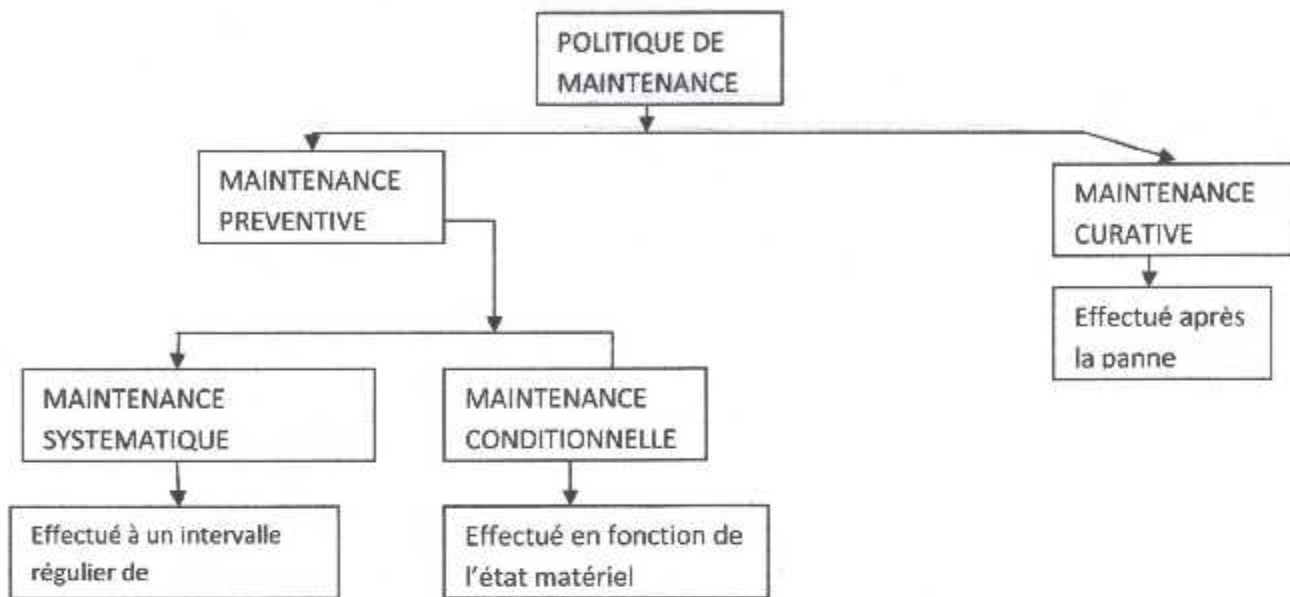 POLITIQUE DE
MAINTENANCE
MAINTENANCE
PREVENTIVE
MAINTENANCE
CURATIVE
Effectué après
la panne
MAINTENANCE
SYSTEMATIQUE
MAINTENANCE
CONDITIONNELLE
Effectué à un intervalle
régulier de
Effectué en fonction de
l'état matériel